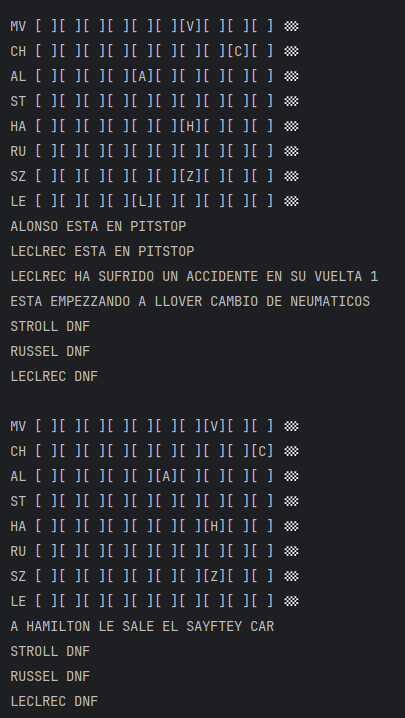 MV [ ][ ][ ][ ][ ][ ][V][ ][ ][ ] 🏁
CH [ ][ ][ ][ ][ ][ ][ ][ ][C][ ] 🏁
AL [ ][ ][ ][ ][A][ ][ ][ ][ ][ ] 🏁
ST [ ][ ][ ][ ][ ][ ][ ][ ][ ][ ] 🏁
HA [ ][ ][ ][ ][ ][ ][H][ ][ ][ ] 🏁
RU [ ][ ][ ][ ][ ][ ][ ][ ][ ][ ] 🏁
SZ [ ][ ][ ][ ][ ][ ][Z][ ][ ][ ] 🏁
LE [ ][ ][ ][ ][L][ ][ ][ ][ ][ ] 🏁
ALONSO ESTA EN PITSTOP
LECLREC ESTA EN PITSTOP
LECLREC HA SUFRIDO UN ACCIDENTE EN SU VUELTA 1
ESTA EMPEZZANDO A LLOVER CAMBIO DE NEUMATICOS
STROLL DNF
RUSSEL DNF
LECLREC DNF
MV [ ][ ][ ][ ][ ][ ][ ][V][ ][ ] 🏁
CH [ ][ ][ ][ ][ ][ ][ ][ ][ ][C] 🏁
AL [ ][ ][ ][ ][ ][A][ ][ ][ ][ ] 🏁
ST [ ][ ][ ][ ][ ][ ][ ][ ][ ][ ] 🏁
HA [ ][ ][ ][ ][ ][ ][ ][H][ ][ ] 🏁
RU [ ][ ][ ][ ][ ][ ][ ][ ][ ][ ] 🏁
SZ [ ][ ][ ][ ][ ][ ][ ][Z][ ][ ] 🏁
LE [ ][ ][ ][ ][ ][ ][ ][ ][ ][ ] 🏁
A HAMILTON LE SALE EL SAYFTEY CAR
STROLL DNF
RUSSEL DNF
LECLREC DNF